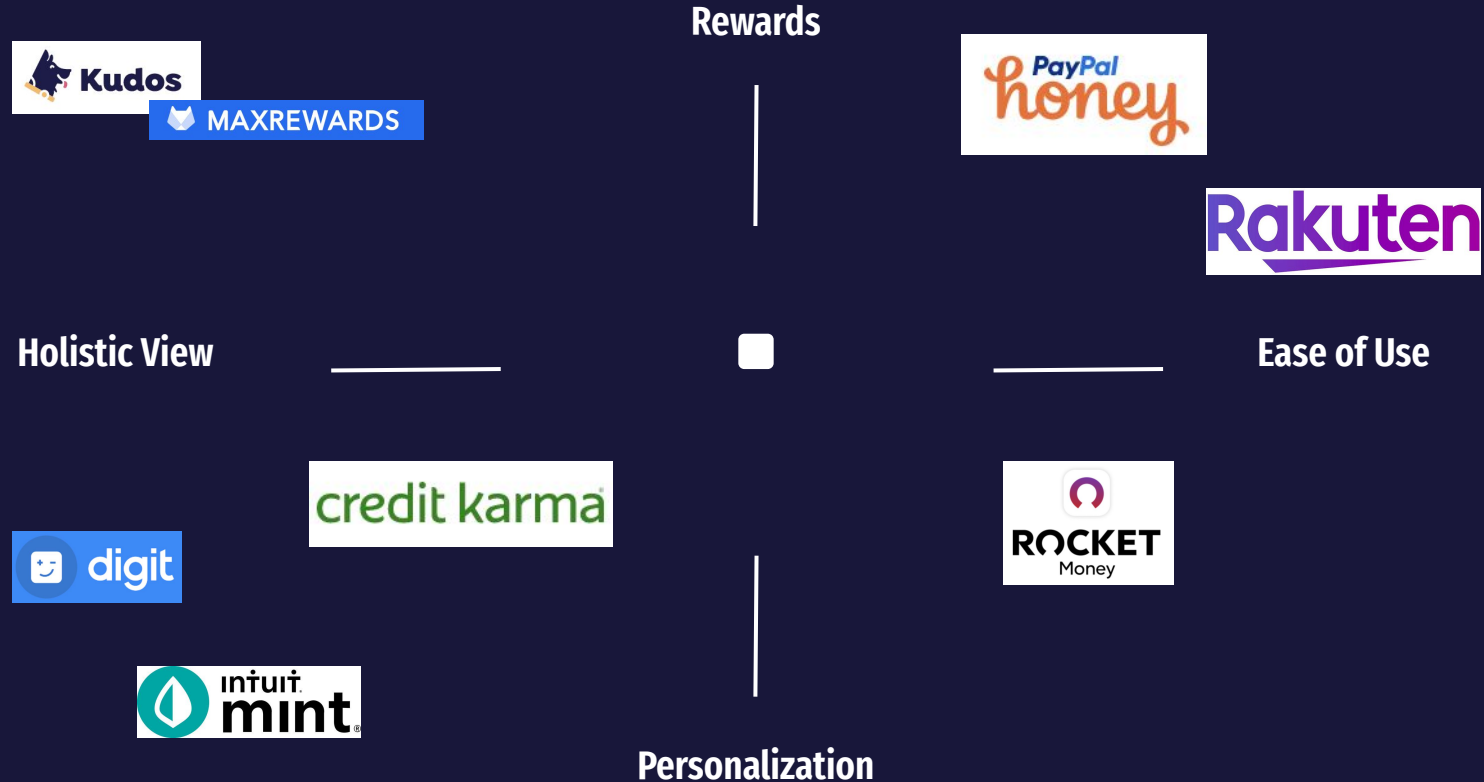 Rewards
Kudos
MAXREWARDS
PayPal
honey
Rakuten
Holistic View
Ease of Use
credit karma
ROCKET
Money
digit
intuit
mint®
Personalization